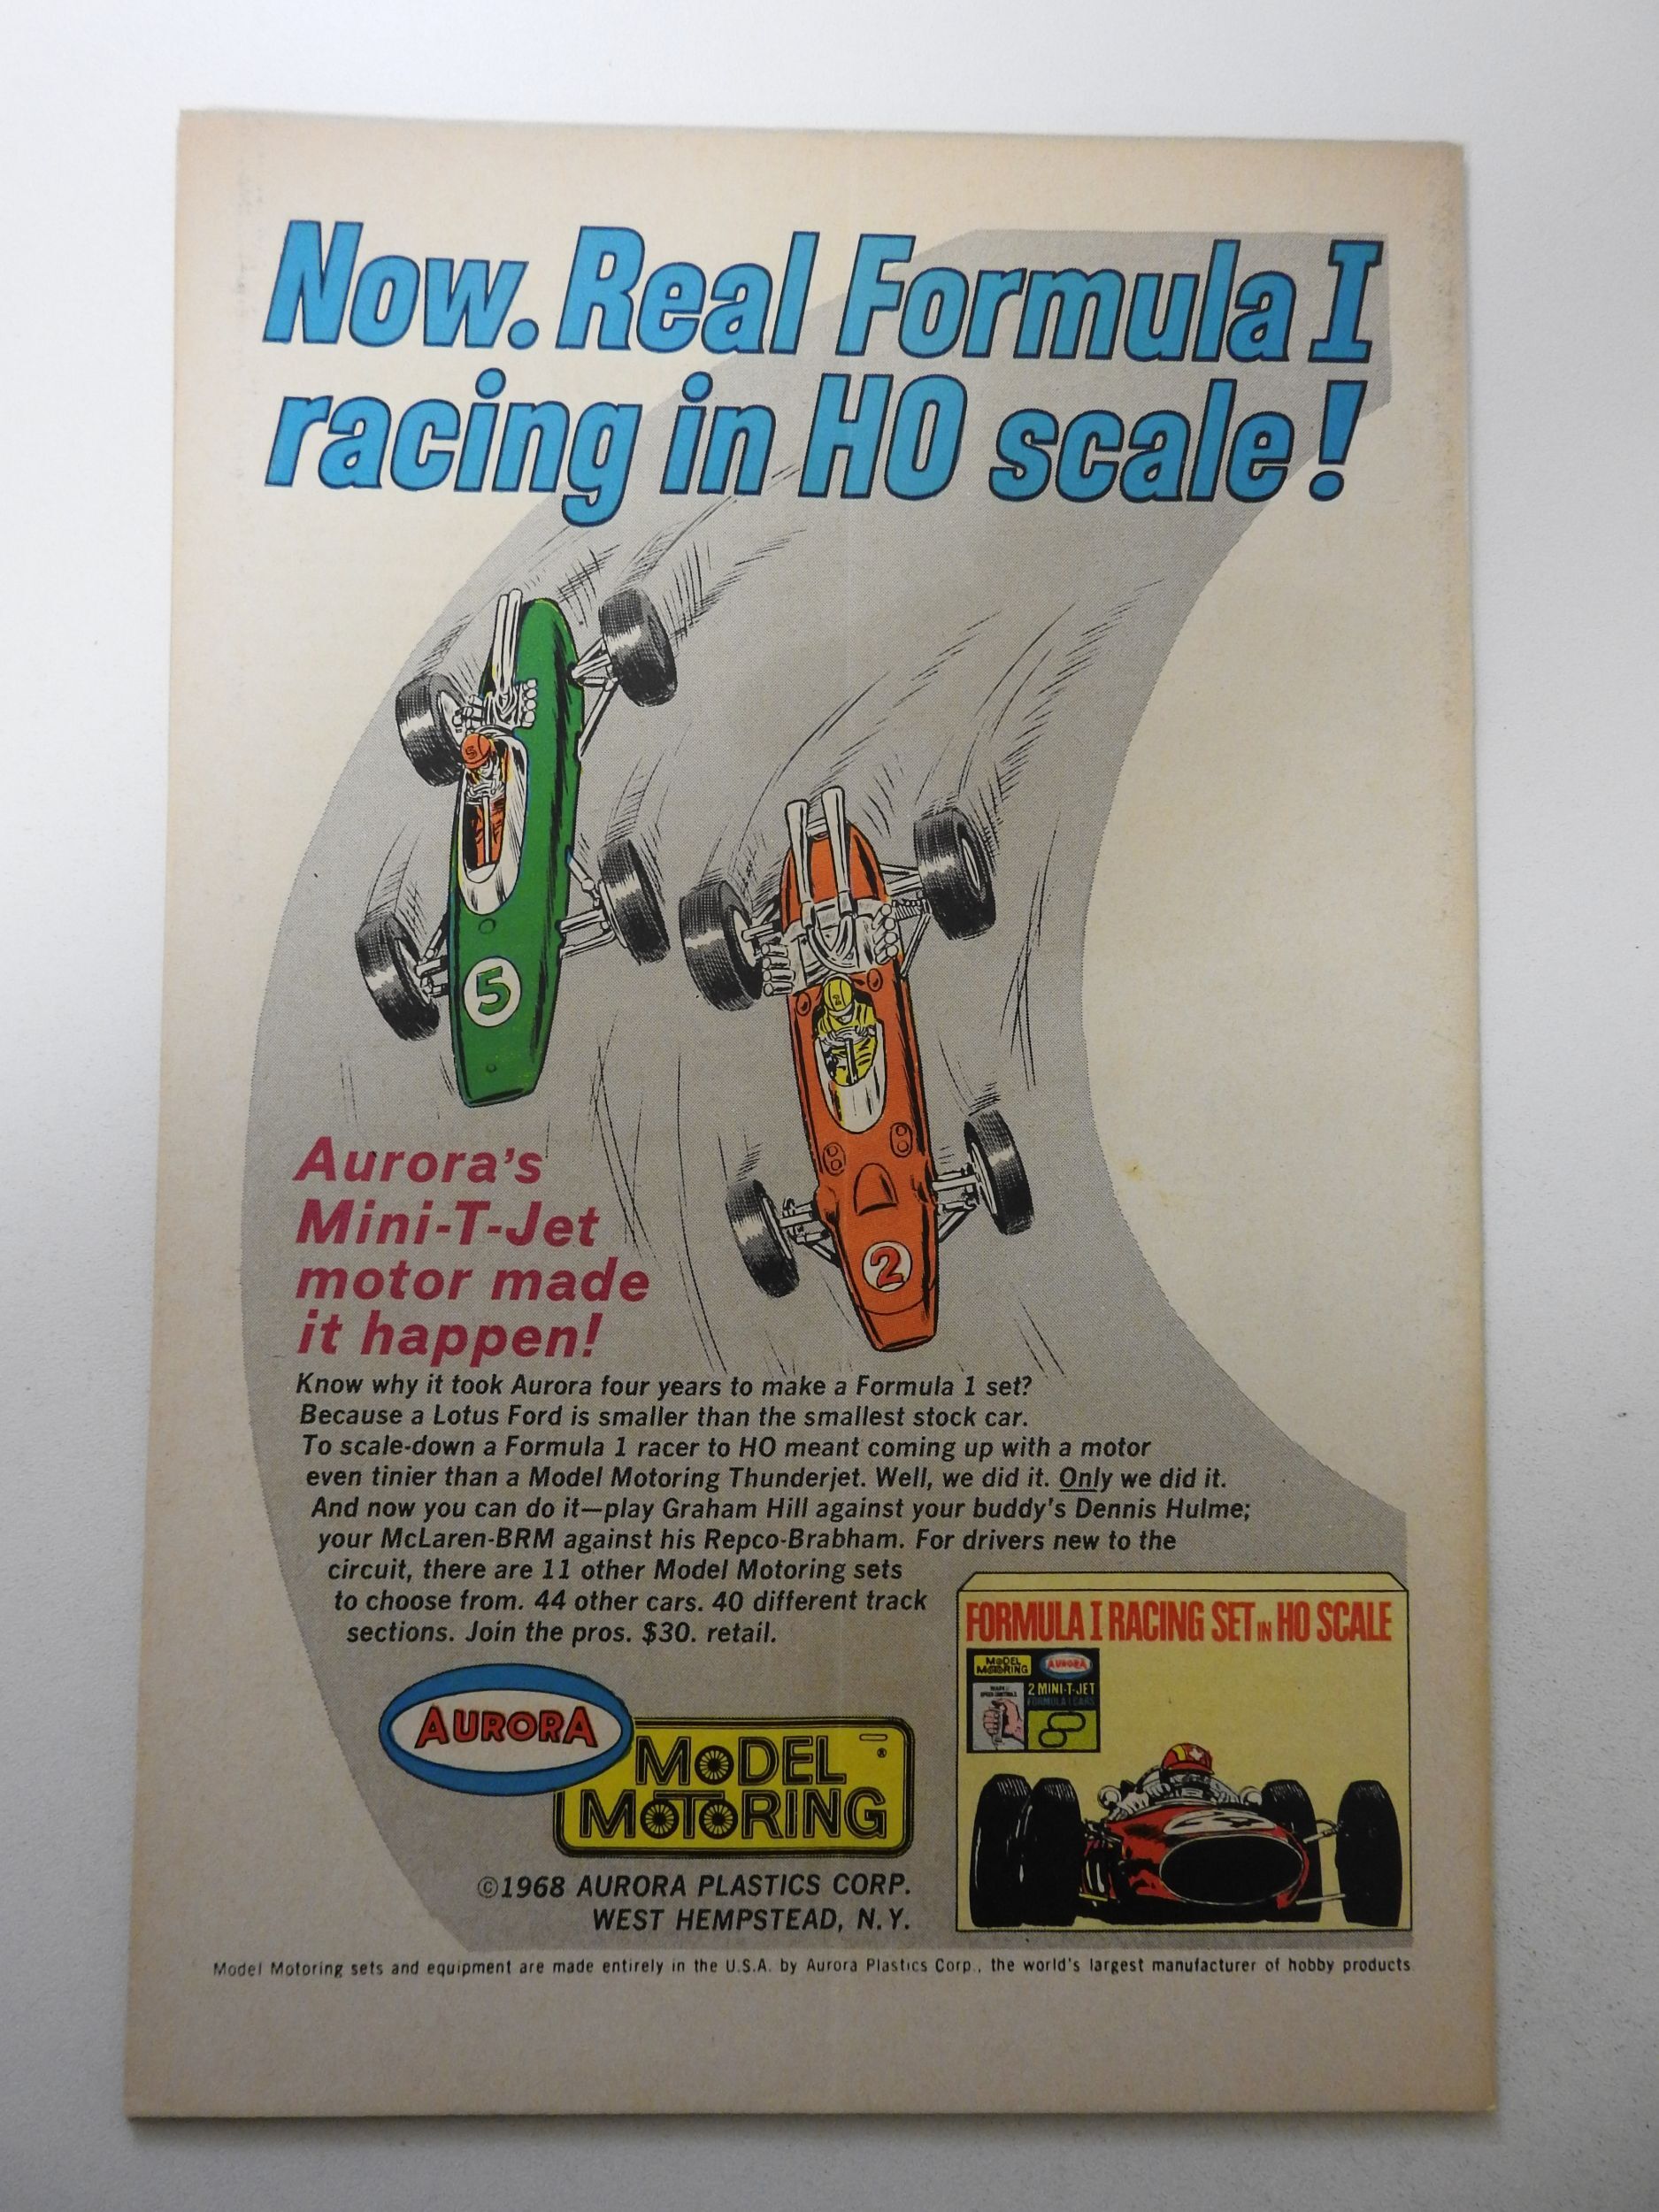 Now. Real Formula I
racing in HO scale!
5
2
Aurora's
Mini-T-Jet
motor made
it happen!
Know why it took Aurora four years to make a Formula 1 set?
Because a Lotus Ford is smaller than the smallest stock car.
To scale-down a Formula 1 racer to HO meant coming up with a motor
even tinier than a Model Motoring Thunderjet. Well, we did it. Only we did it.
And now you can do it—play Graham Hill against your buddy's Dennis Hulme;
your McLaren-BRM against his Repco-Brabham. For drivers new to the
circuit, there are 11 other Model Motoring sets
to choose from. 44 other cars. 40 different track
sections. Join the pros. $30. retail.
AURORA
MODEL
MOTORING
®
©1968 AURORA PLASTICS CORP.
WEST HEMPSTEAD, N.Y.
FORMULA I RACING SET IN HO SCALE
MODEL
MOTORING
AURORA
2 MINI-T-JET
FORMULA I CARS
Model Motoring sets and equipment are made entirely in the U.S.A. by Aurora Plastics Corp., the world's largest manufacturer of hobby products